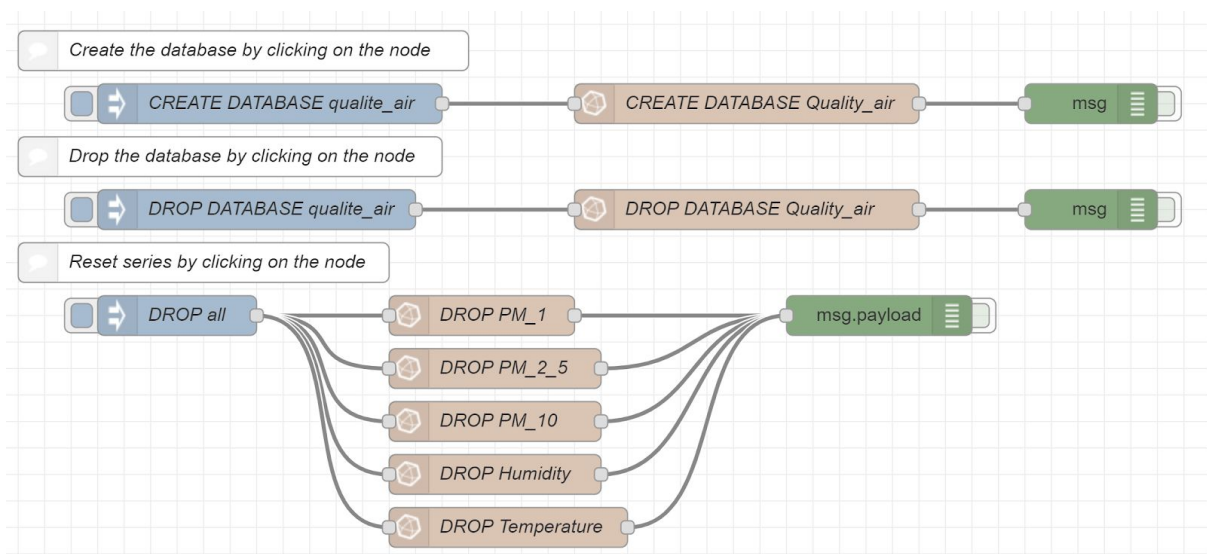 Create the database by clicking on the node
CREATE DATABASE qualite_air
CREATE DATABASE Quality_air
msg
Drop the database by clicking on the node
DROP DATABASE qualite_air
DROP DATABASE Quality_air
msg
Reset series by clicking on the node
DROP all
DROP PM_1
msg.payload
DROP PM_2_5
DROP PM_10
DROP Humidity
DROP Temperature